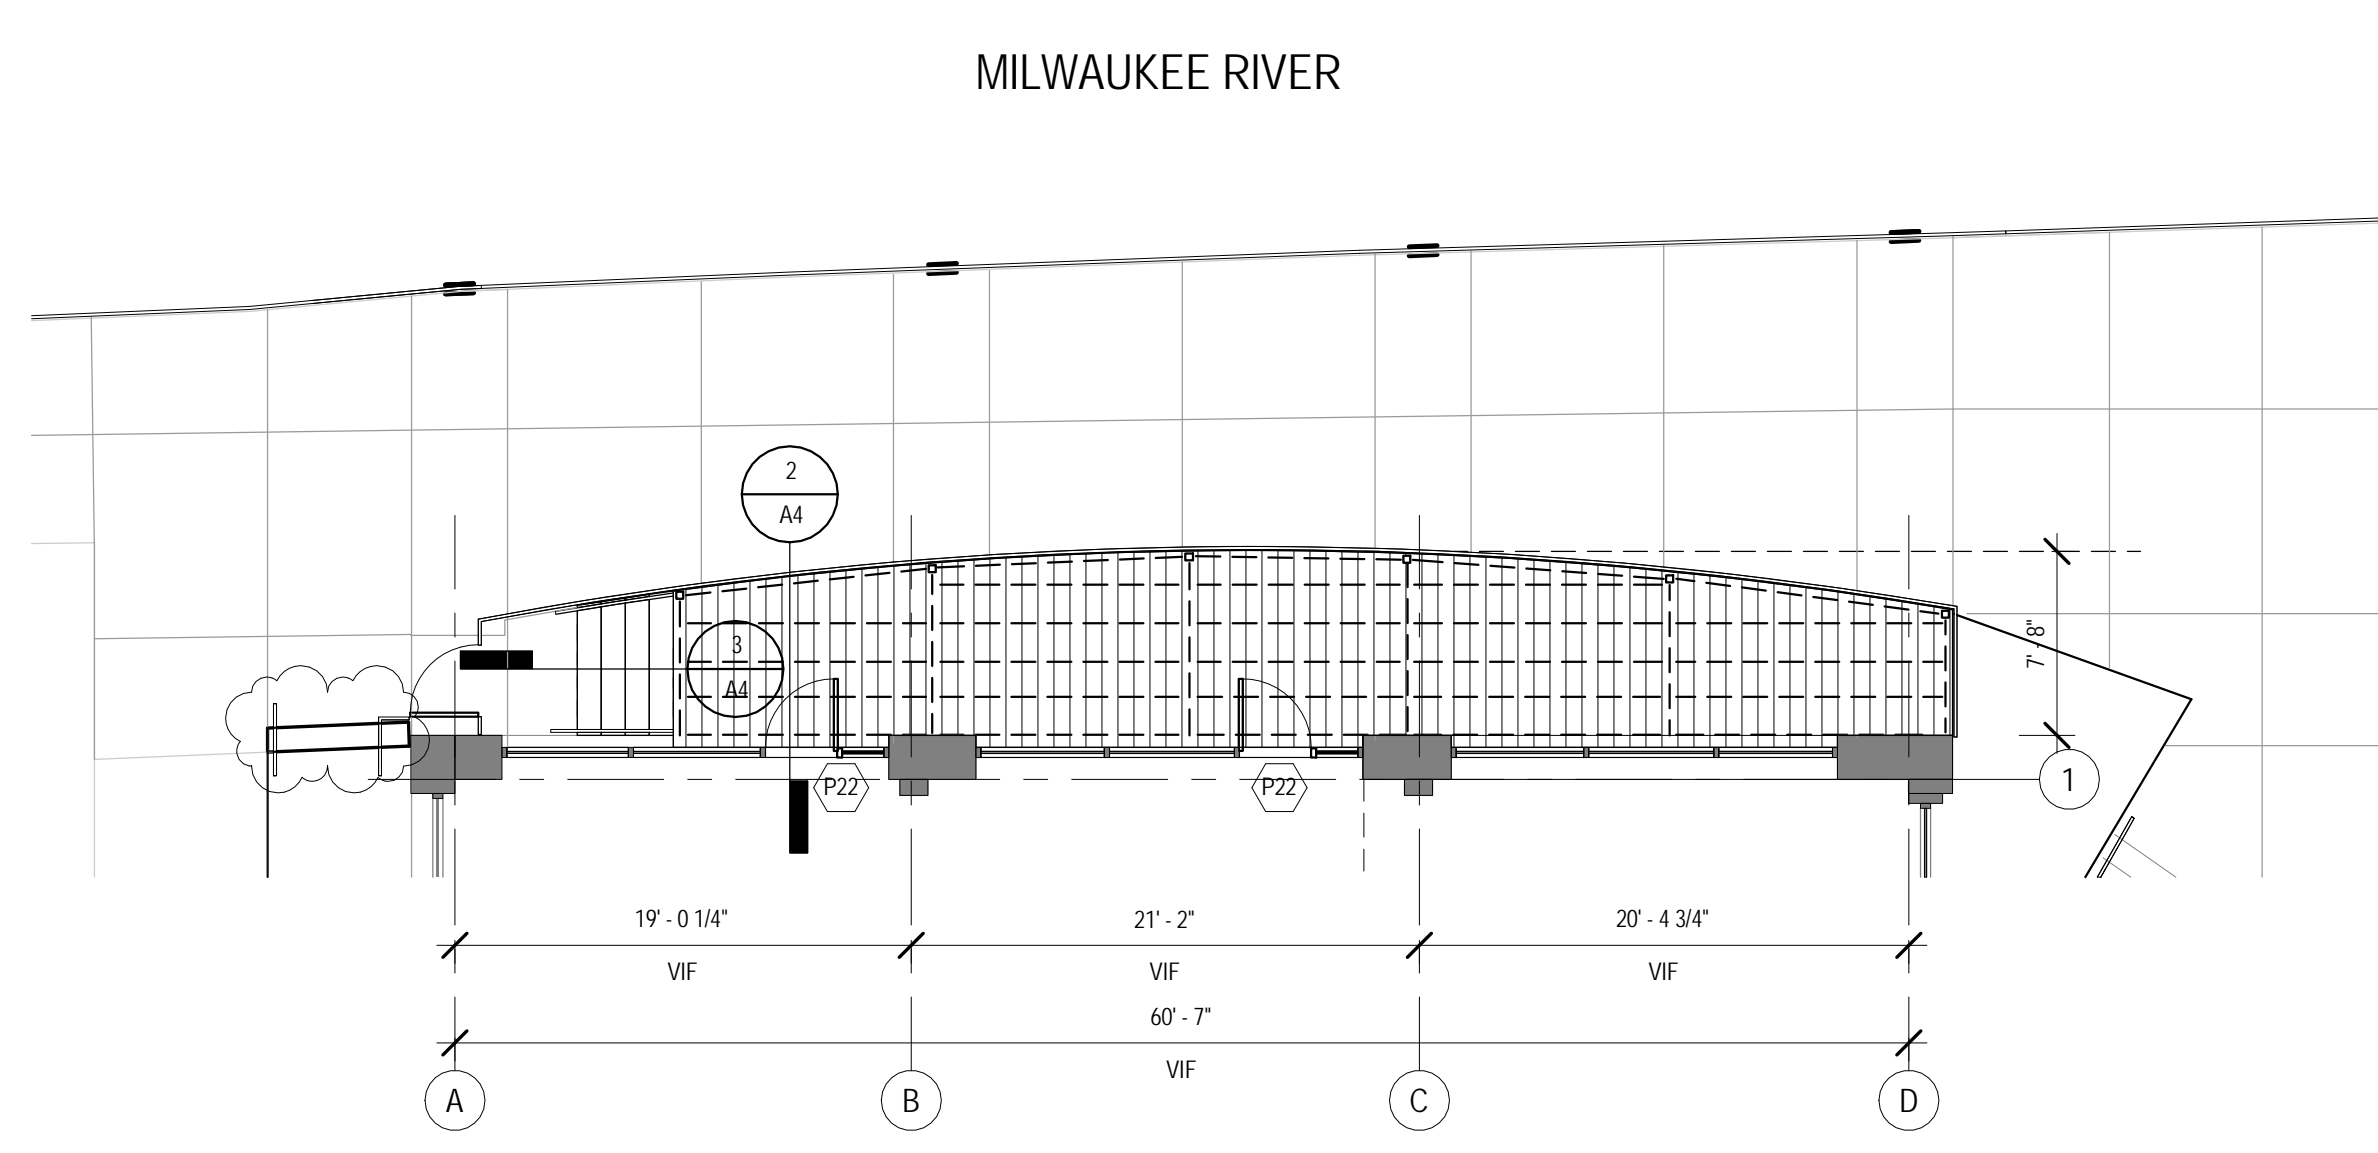 MILWAUKEE RIVER
2
A4
7' - 8"
3
A4
P22
P22
1
19' - 0 1/4"
21' - 2"
20' - 4 3/4"
VIF
VIF
VIF
60' - 7"
VIF
A
B
C
D